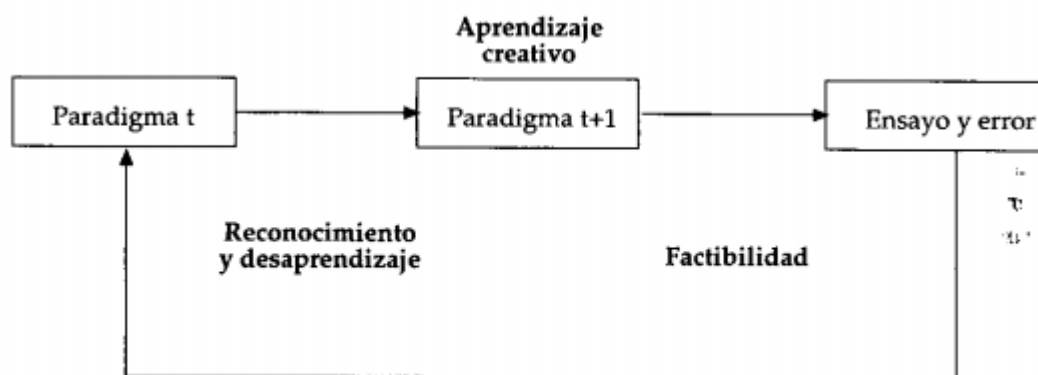 Aprendizaje
creativo
Paradigma t
Paradigma t+1
Ensayo y error
Reconocimiento
y desaprendizaje
Factibilidad